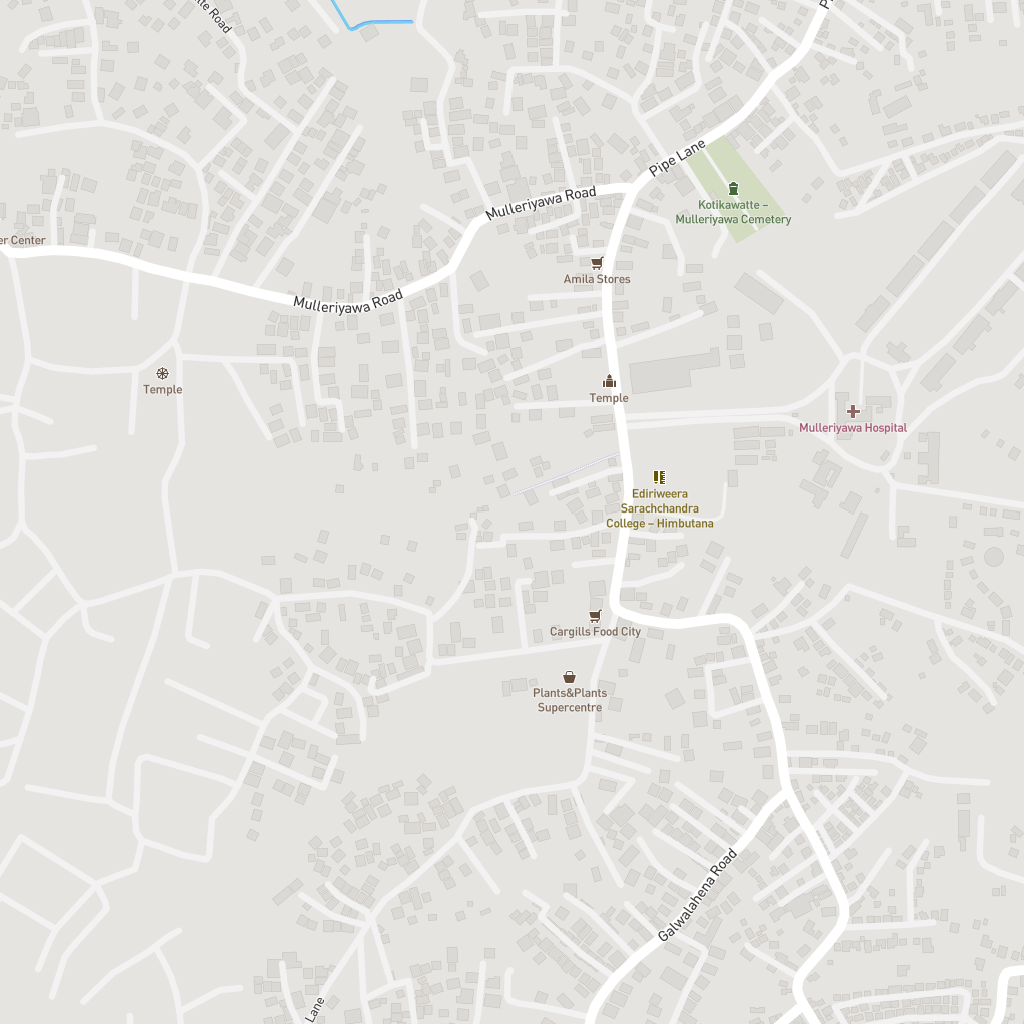 tte Road
Pipe Lane
Mulleriyawa Road
Kotikawatte –
Mulleriyawa Cemetery
er Center
Amila Stores
Mulleriyawa Road
Temple
Temple
Mulleriyawa Hospital
Ediriweera
Sarachchandra
College – Himbutana
Cargills Food City
Plants&Plants
Supercentre
Galwalahena Road
Lane